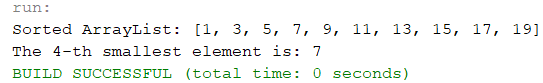 run:
Sorted ArrayList: [1, 3, 5, 7, 9, 11, 13, 15, 17, 19]
The 4-th smallest element is: 7
BUILD SUCCESSFUL (total time: 0 seconds)